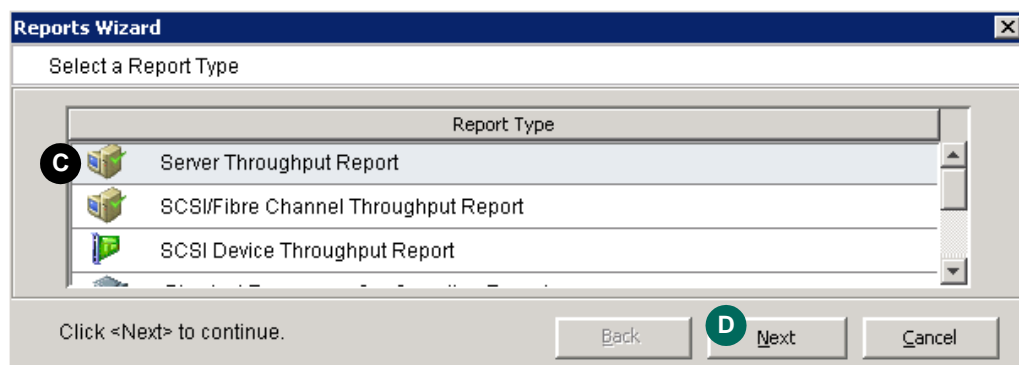 Reports Wizard
Select a Report Type
Report Type
C Server Throughput Report
SCSI/Fibre Channel Throughput Report
SCSI Device Throughput Report
Click <Next> to continue.
Back
D Next
Cancel